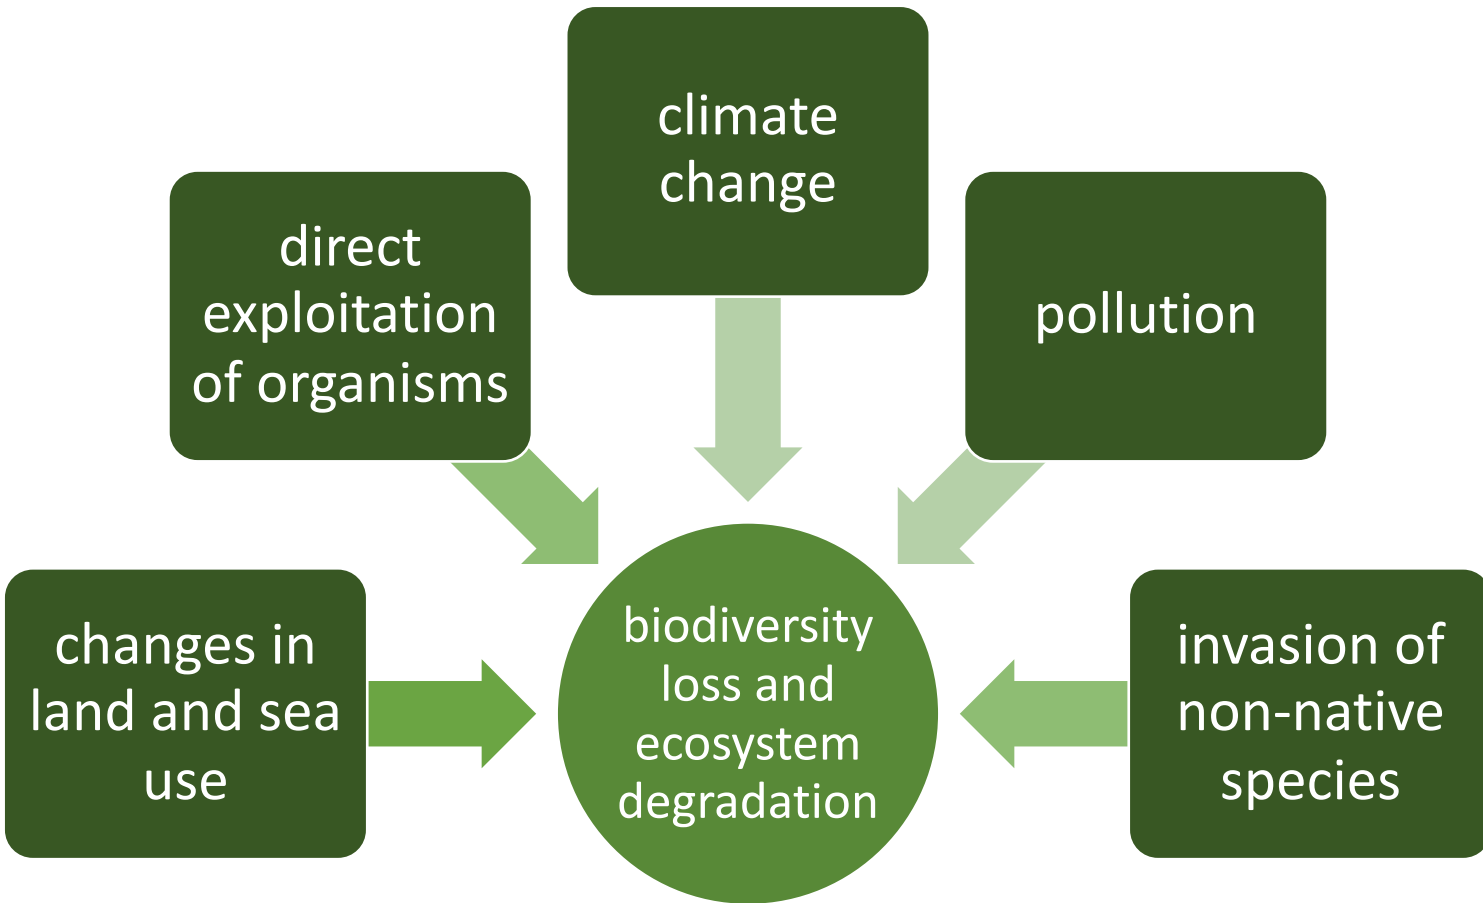 climate
change
direct
exploitation
of organisms
pollution
changes in
land and sea
use
biodiversity
loss and
ecosystem
degradation
invasion of
non-native
species